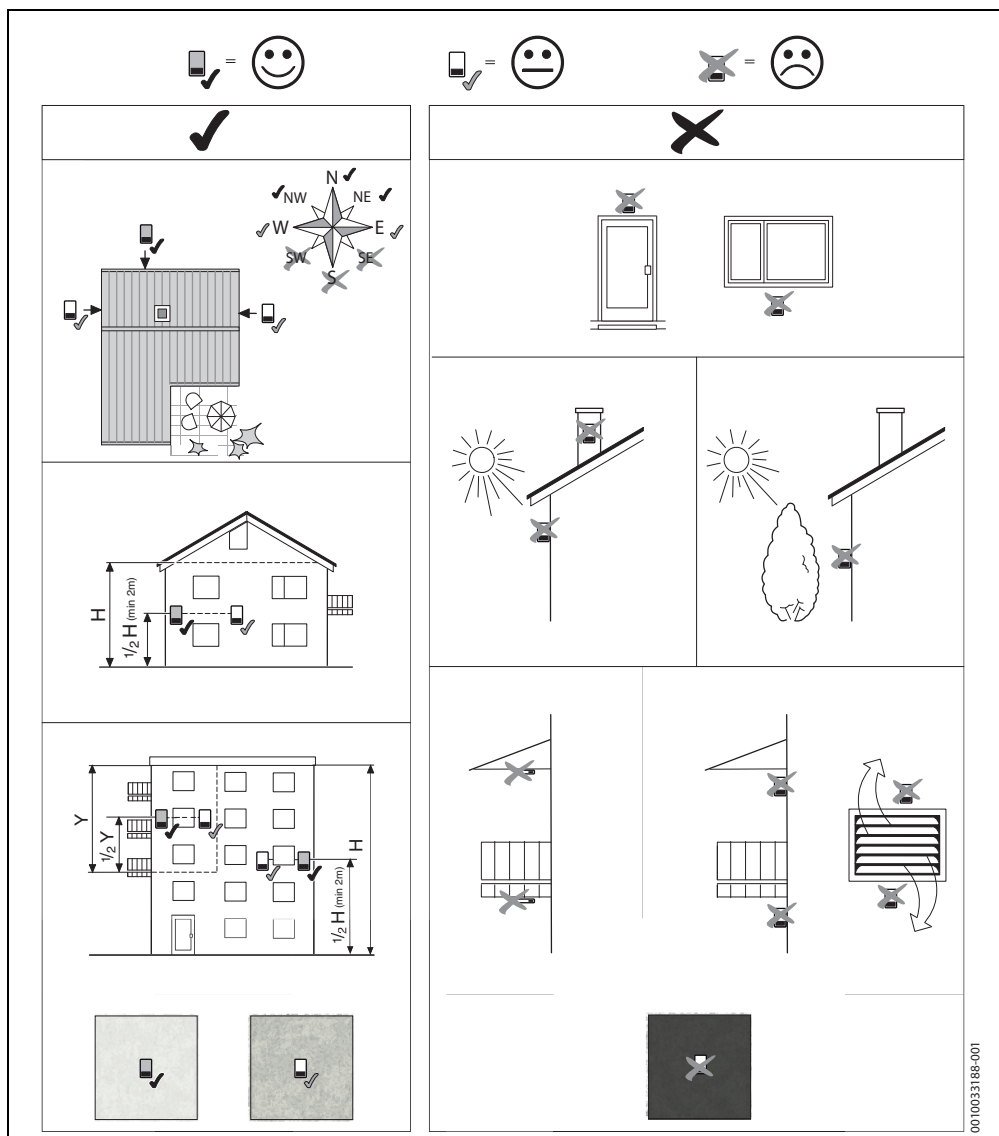 =
=
=
N
NW
NE
W
E
SW
SE
S
H
1/2 H (min 2m)
Y
1/2 Y
H
1/2 H (min 2m)
0010033188-001